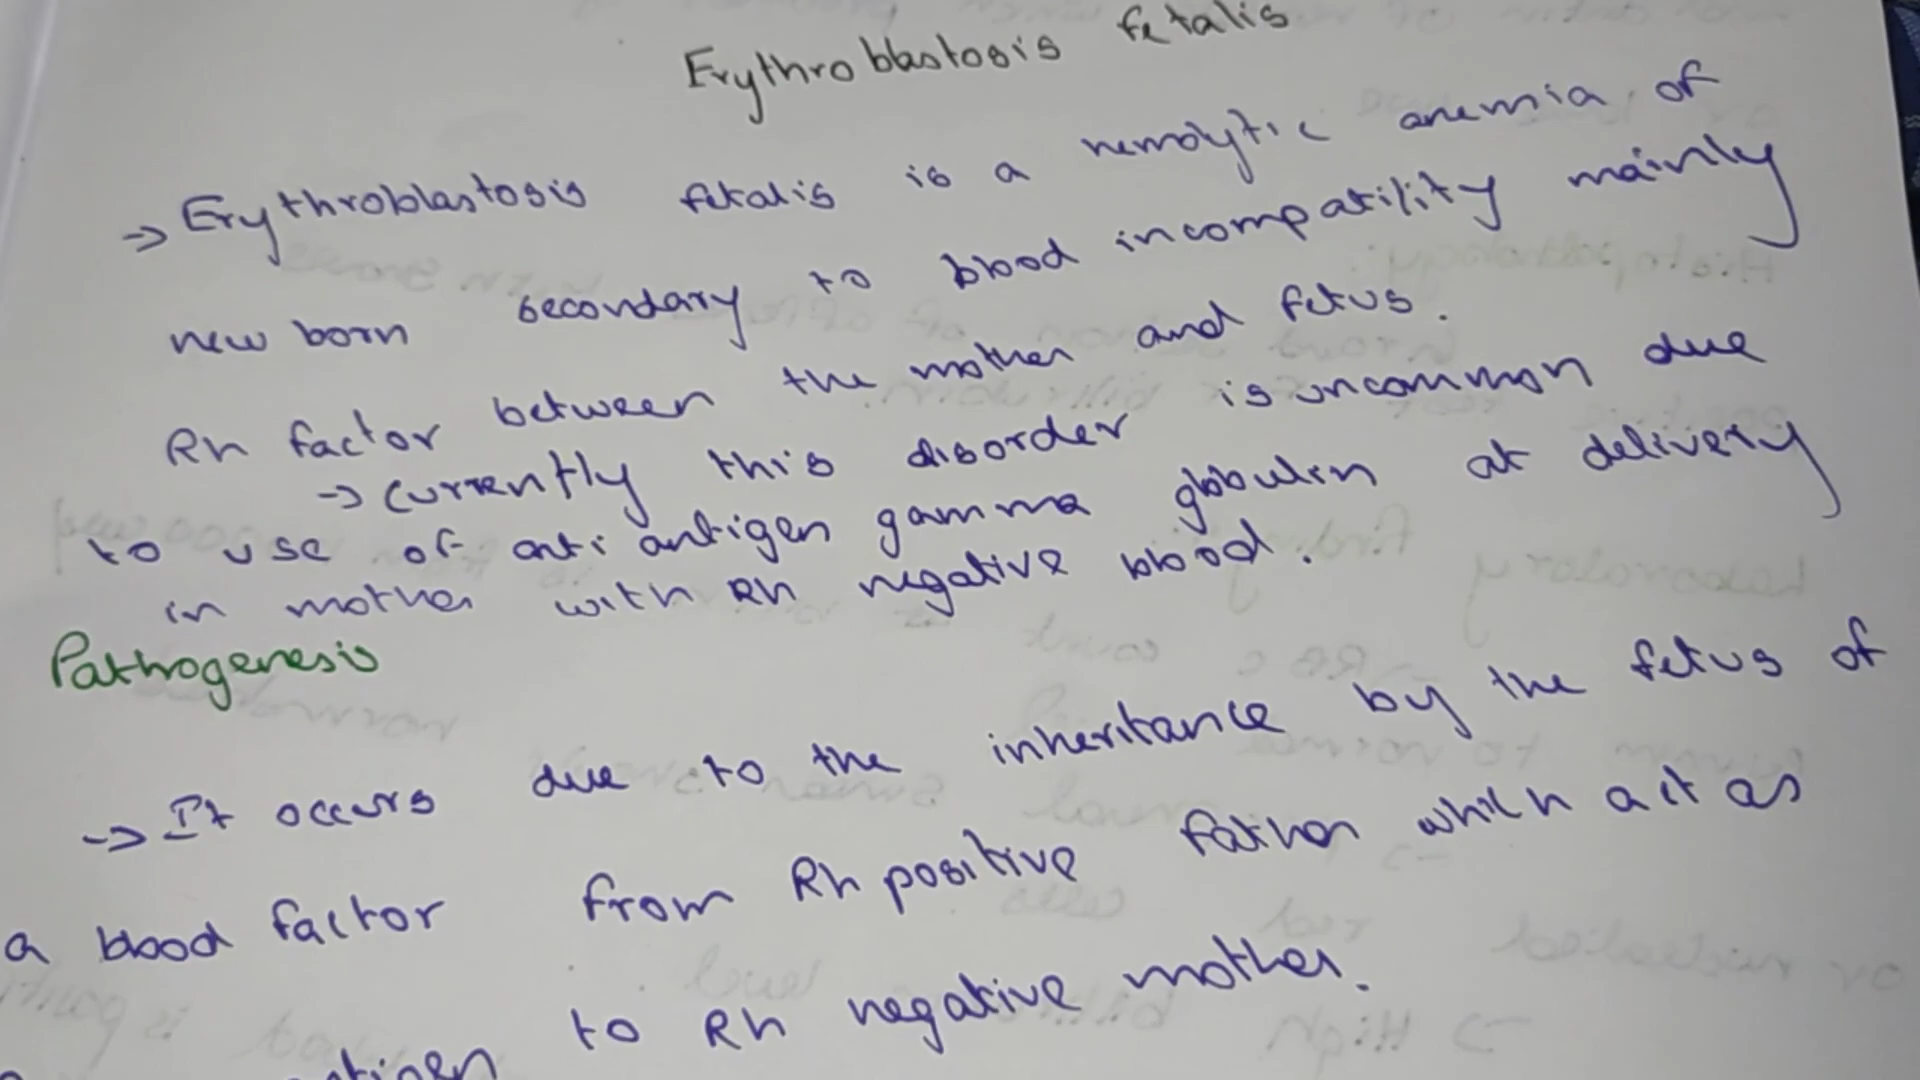 Erythroblastosis fetalis
→ Erythroblastosis fetalis is a hemolytic anemia of
new born secondary to blood incompatility mainly
Rh factor between the mother and fetus.
→ Currently this disorder is uncommon due
to use of anti antigen gamma globulin at delivery
in mother with Rh negative blood.
Pathogenesis
→ It occurs due to the inheritance by the fetus of
a blood factor from Rh positive father which act as
antigen to Rh negative mother.